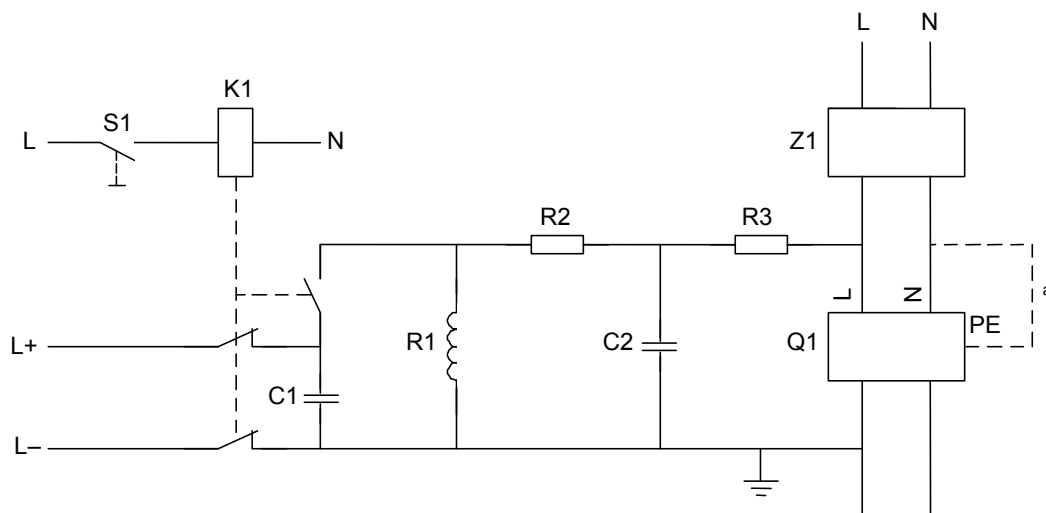 L N
K1
S1
L N
Z1
R2 R3
L N
L+ R1 C2 Q1 PE
a
C1
L–